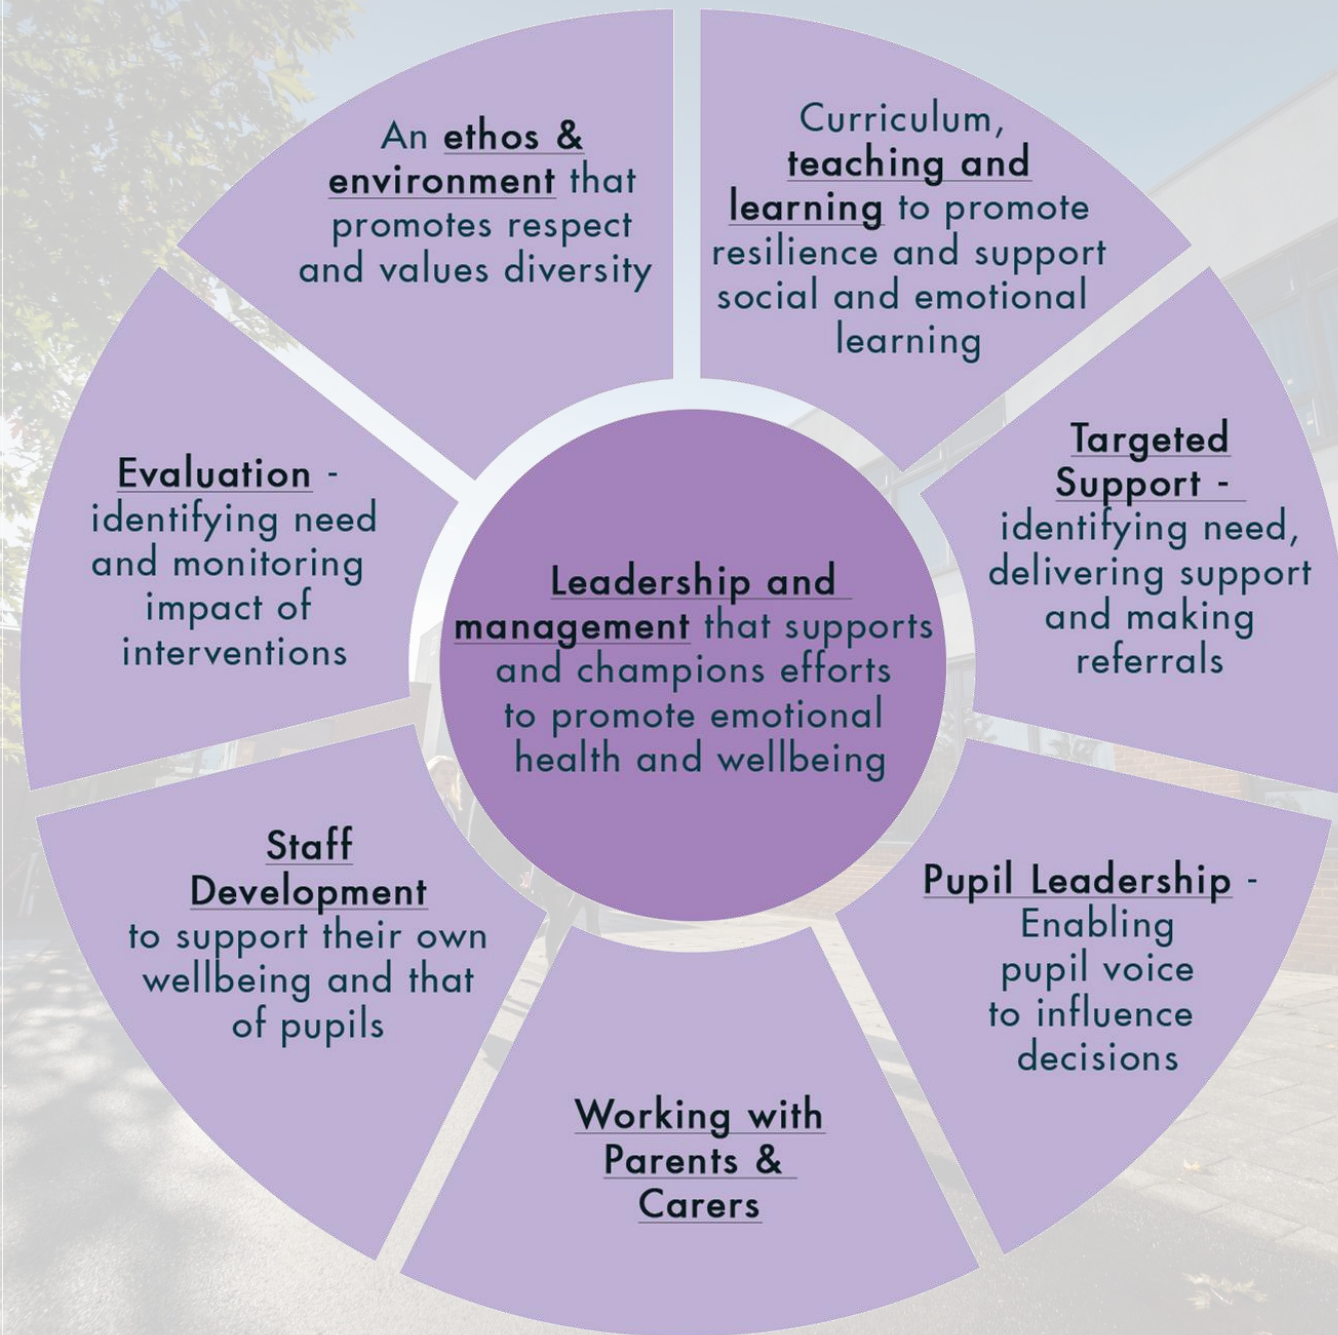 An ethos &
environment that
promotes respect
and values diversity
Curriculum,
teaching and
learning to promote
resilience and support
social and emotional
learning
Targeted
Support -
identifying need,
delivering support
and making
referrals
Pupil Leadership -
Enabling
pupil voice
to influence
decisions
Working with
Parents &
Carers
Staff
Development
to support their own
wellbeing and that
of pupils
Evaluation -
identifying need
and monitoring
impact of
interventions
Leadership and
management that supports
and champions efforts
to promote emotional
health and wellbeing